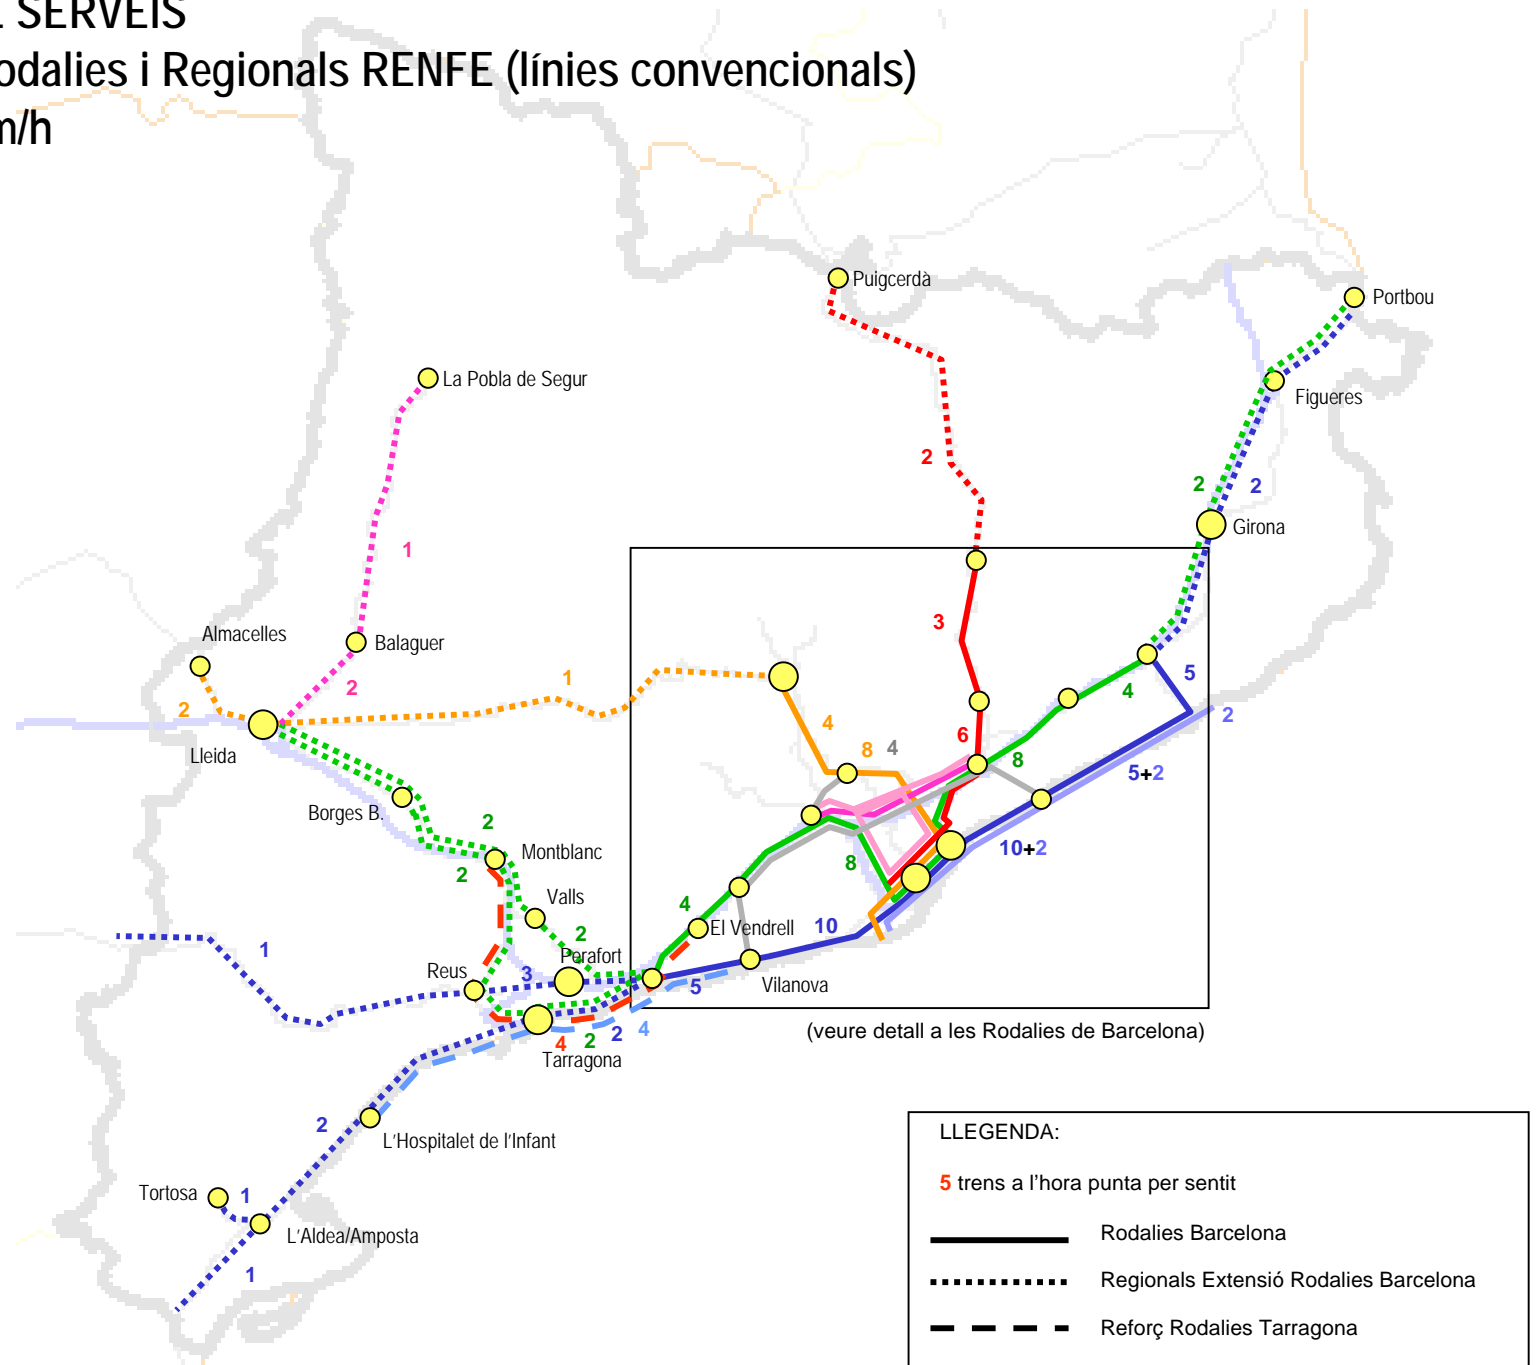 SERVEIS
odalies i Regionals RENFE (línies convencionals)
m/h
Puigcerdà
Portbou
La Pobla de Segur
Figueres
2
2
2
Girona
1
3
Almacelles
Balaguer
1
2
5
4
2
2
4
8
4
6
8
5+2
Lleida
Borges B.
2
Montblanc
2
8
10+2
Valls
4
El Vendrell
10
2
1
Perafort
Reus
3
5
Vilanova
4
2
2
4
(veure detall a les Rodalies de Barcelona)
Tarragona
2
L'Hospitalet de l'Infant
Tortosa
1
L'Aldea/Amposta
1
LLEGENDA:
5 trens a l'hora punta per sentit
Rodalies Barcelona
Regionals Extensió Rodalies Barcelona
Reforç Rodalies Tarragona